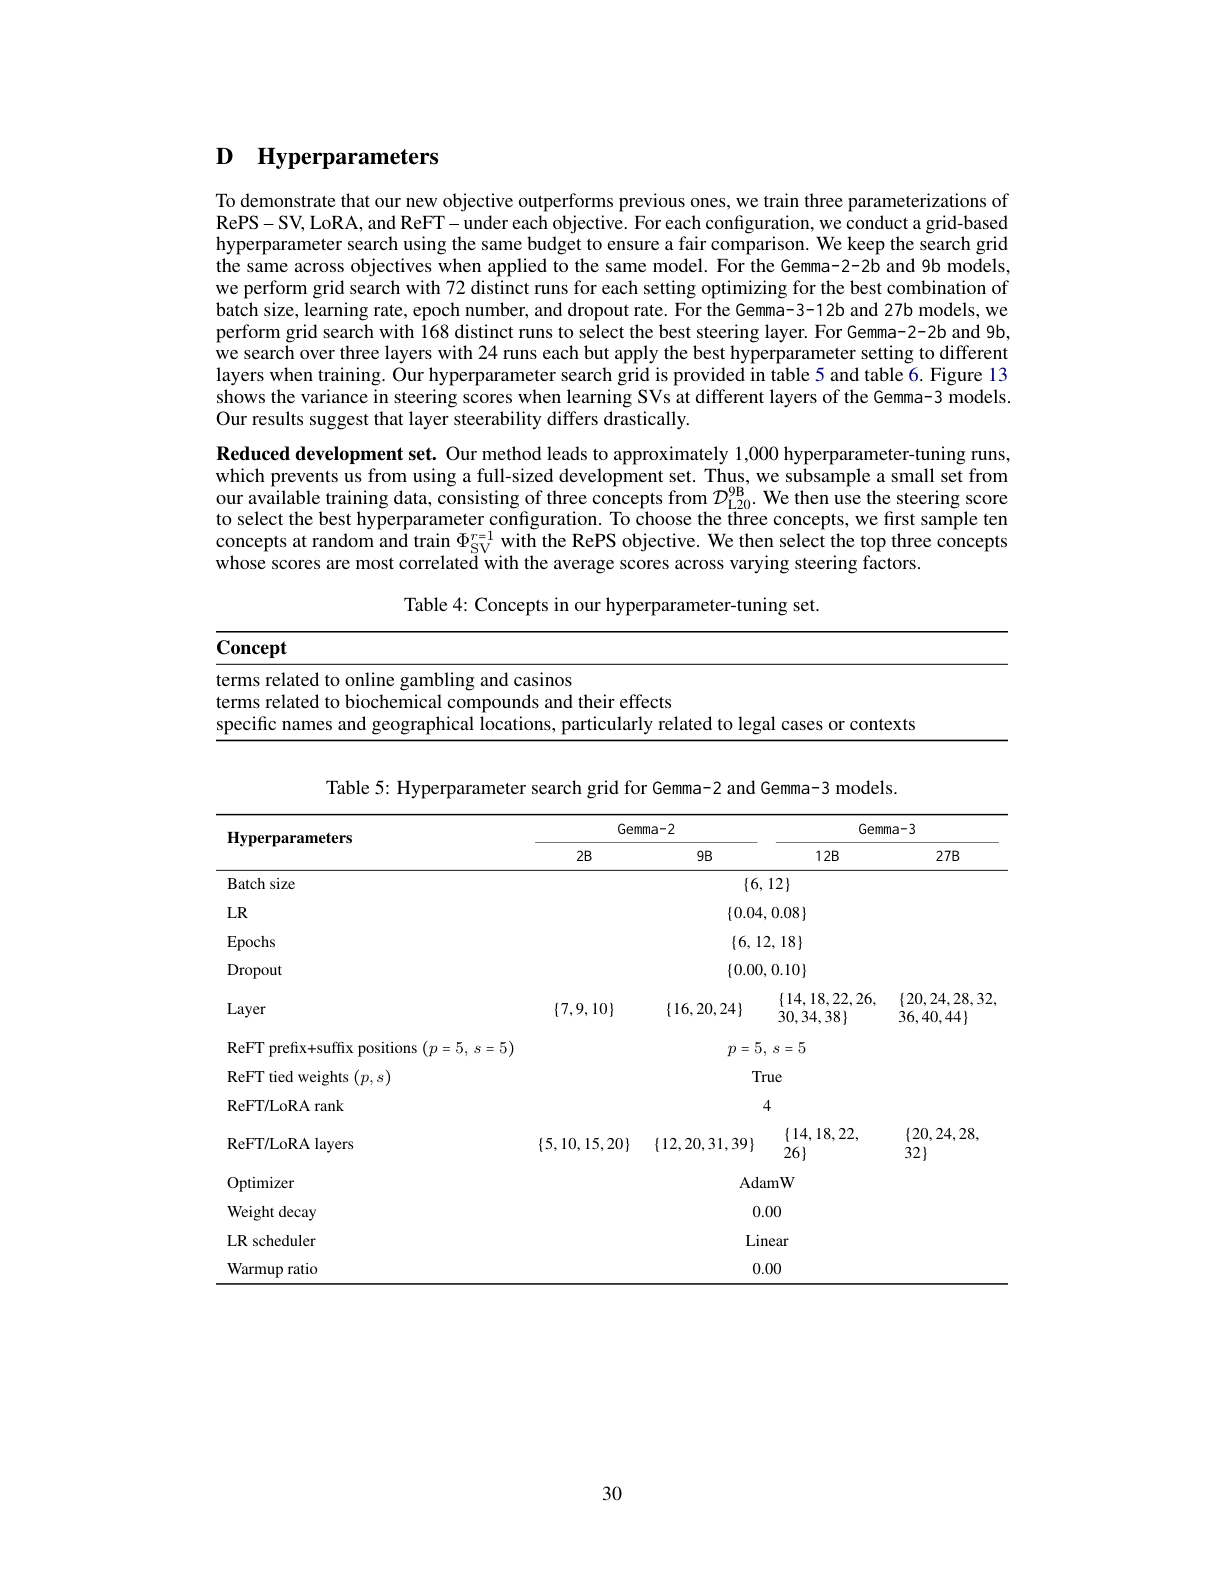 D Hyperparameters
To demonstrate that our new objective outperforms previous ones, we train three parameterizations of
RePS – SV, LoRA, and ReFT – under each objective. For each configuration, we conduct a grid-based
hyperparameter search using the same budget to ensure a fair comparison. We keep the search grid
the same across objectives when applied to the same model. For the Gemma-2-2b and 9b models,
we perform grid search with 72 distinct runs for each setting optimizing for the best combination of
batch size, learning rate, epoch number, and dropout rate. For the Gemma-3-12b and 27b models, we
perform grid search with 168 distinct runs to select the best steering layer. For Gemma-2-2b and 9b,
we search over three layers with 24 runs each but apply the best hyperparameter setting to different
layers when training. Our hyperparameter search grid is provided in table 5 and table 6. Figure 13
shows the variance in steering scores when learning SVs at different layers of the Gemma-3 models.
Our results suggest that layer steerability differs drastically.
Reduced development set. Our method leads to approximately 1,000 hyperparameter-tuning runs,
which prevents us from using a full-sized development set. Thus, we subsample a small set from
our available training data, consisting of three concepts from 𝒟^{9B}_{L20}. We then use the steering score
to select the best hyperparameter configuration. To choose the three concepts, we first sample ten
concepts at random and train Φ^{r=1}_{SV} with the RePS objective. We then select the top three concepts
whose scores are most correlated with the average scores across varying steering factors.
Table 4: Concepts in our hyperparameter-tuning set.
Concept
terms related to online gambling and casinos
terms related to biochemical compounds and their effects
specific names and geographical locations, particularly related to legal cases or contexts
Table 5: Hyperparameter search grid for Gemma-2 and Gemma-3 models.
Hyperparameters Gemma-2 Gemma-3
2B 9B 12B 27B
Batch size {6, 12}
LR {0.04, 0.08}
Epochs {6, 12, 18}
Dropout {0.00, 0.10}
Layer {7, 9, 10} {16, 20, 24} {14, 18, 22, 26, {20, 24, 28, 32,
30, 34, 38} 36, 40, 44}
ReFT prefix+suffix positions (p = 5, s = 5) p = 5, s = 5
ReFT tied weights (p, s) True
ReFT/LoRA rank 4
ReFT/LoRA layers {5, 10, 15, 20} {12, 20, 31, 39} {14, 18, 22, {20, 24, 28,
26} 32}
Optimizer AdamW
Weight decay 0.00
LR scheduler Linear
Warmup ratio 0.00
30